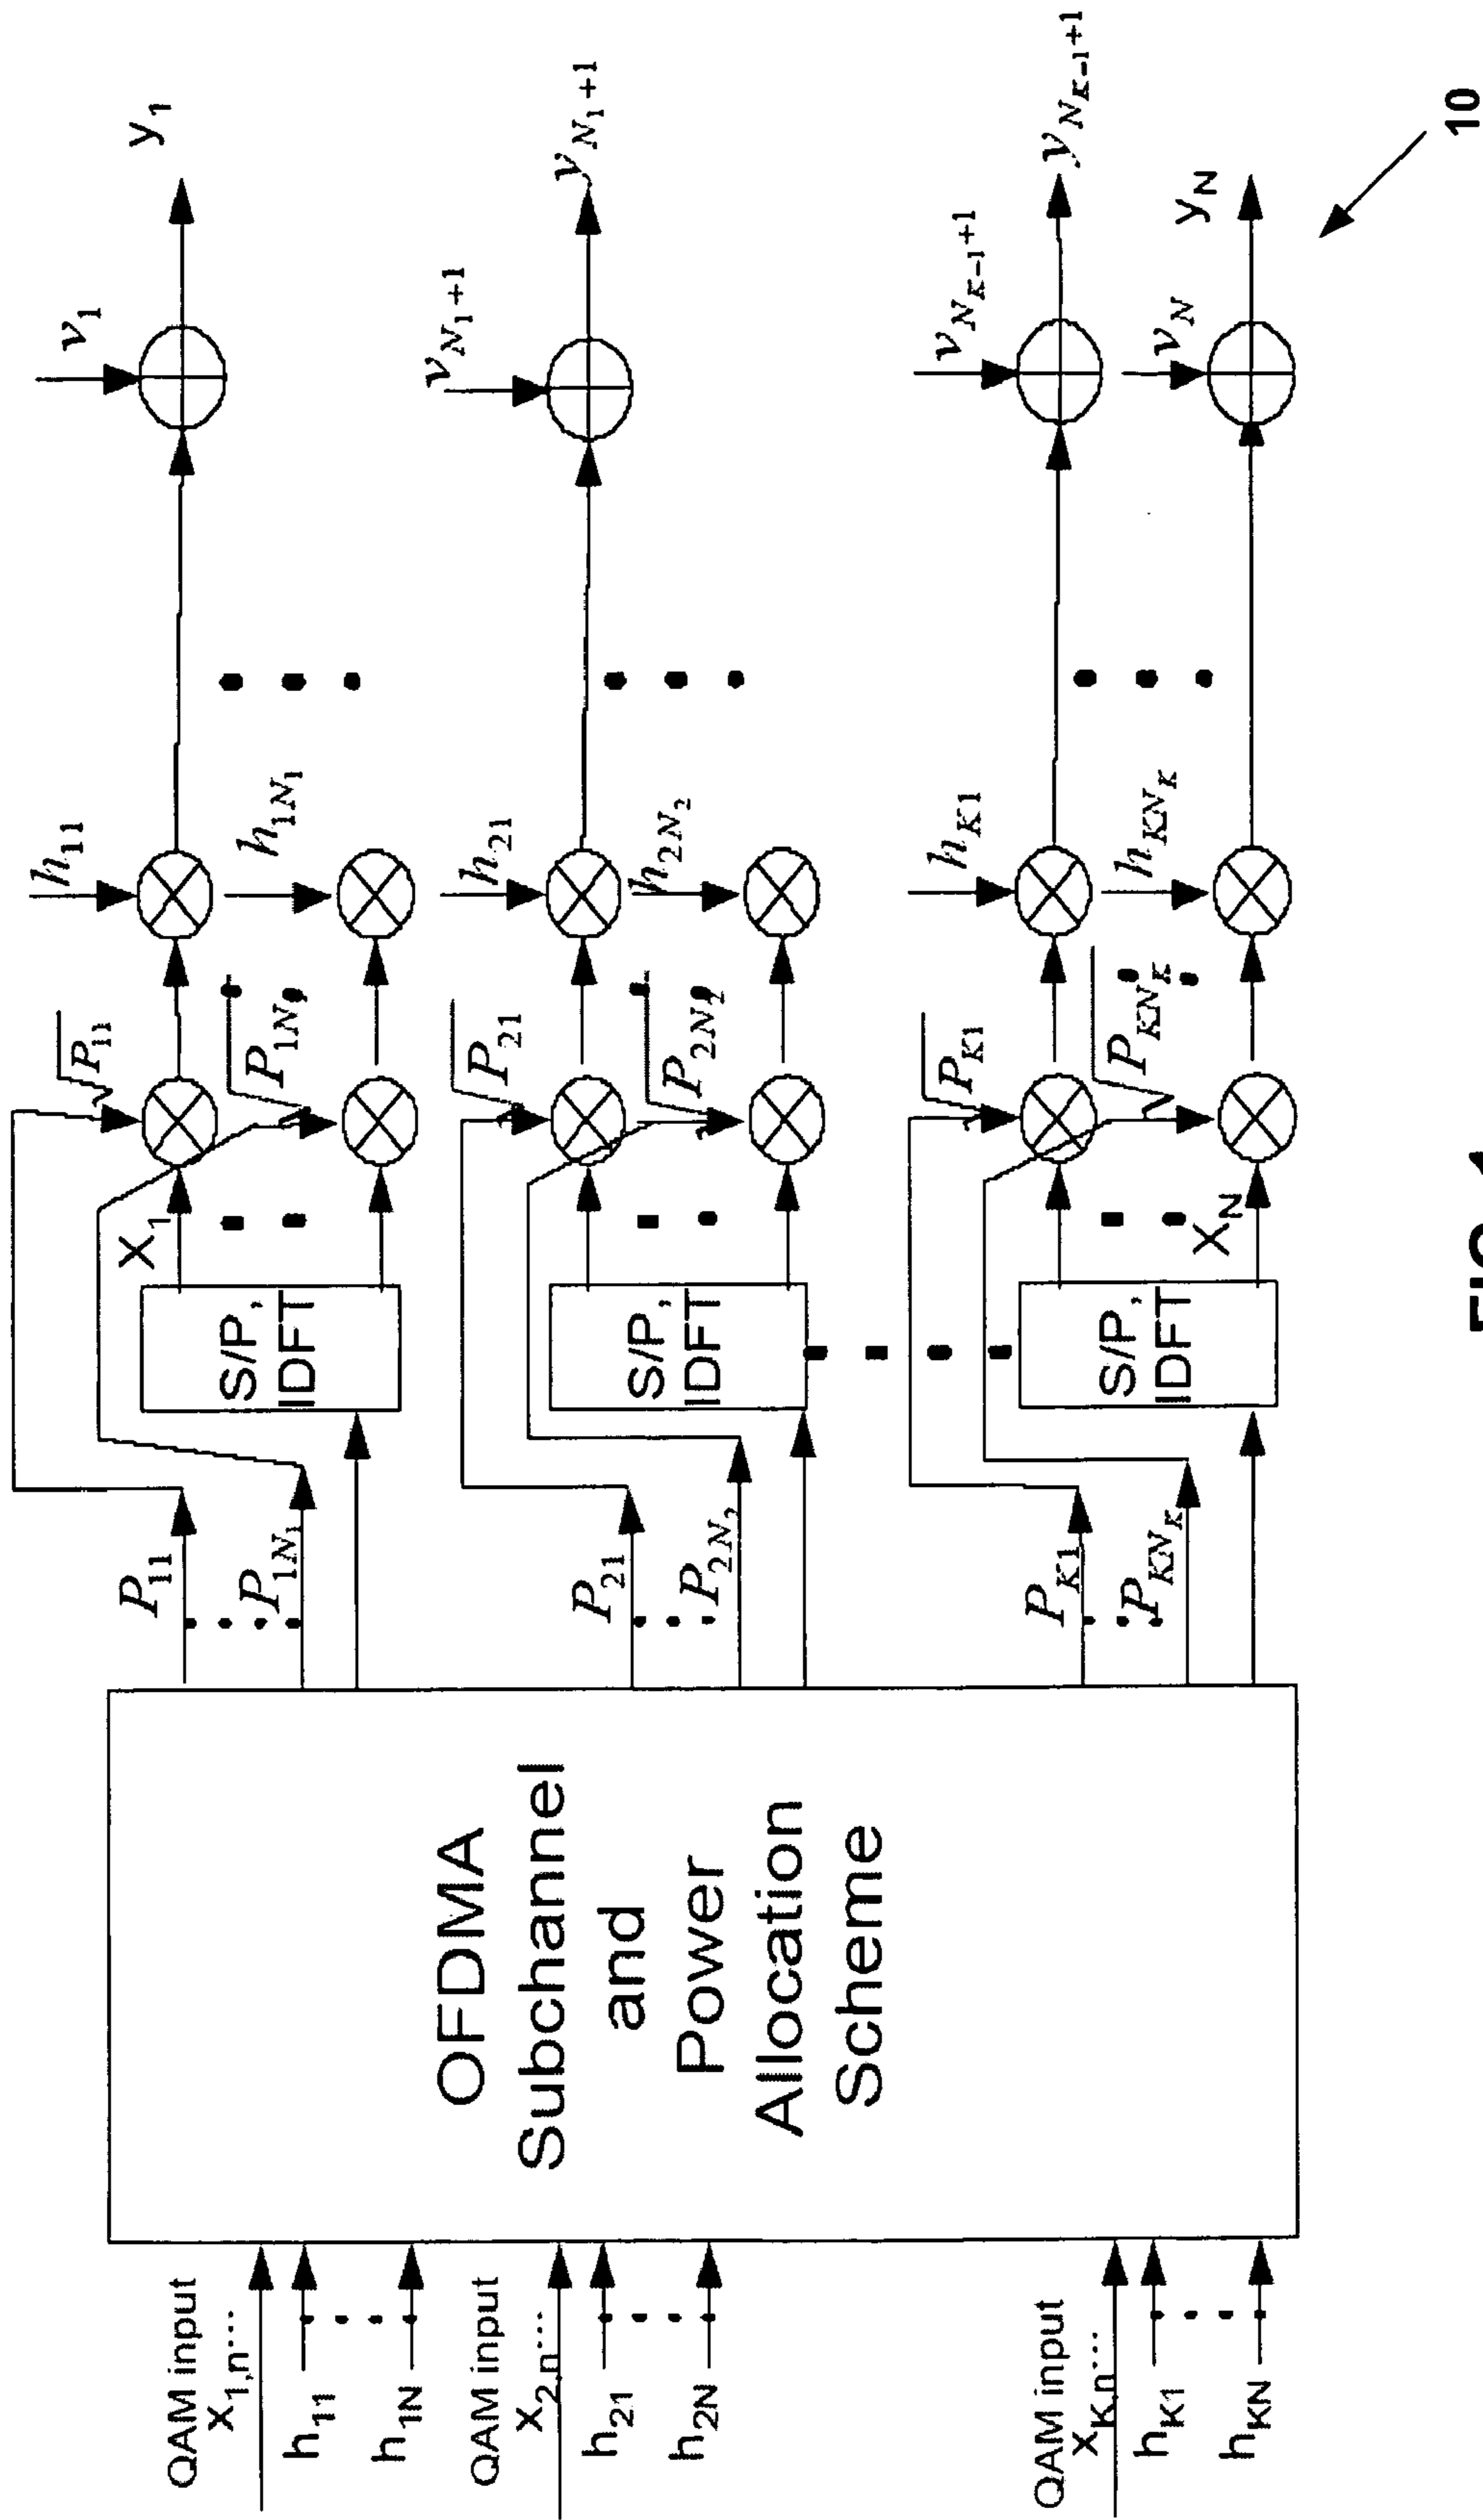 QAM input
x₁,ₙ...
h₁₁
h₁N
QAM input
x₂,ₙ...
h₂₁
h₂N
QAM input
xKₙ...
hK₁
hKN
OFDMA
Subchannel
and
Power
Allocation
Scheme
P₁₁
P₁N₁
P₂₁
P₂N₂
PK₁
PKNK
S/P,
IDFT
S/P,
IDFT
S/P,
IDFT
X₁
XN
P₁₁
P₁N₁
P₂₁
P₂N₂
PK₁
PKNK
h₁₁
h₁N₁
h₂₁
h₂N₂
hK₁
hKNK
v₁
vN₁+1
vNK−1+1
vN
y₁
yN₁+1
yNK−1+1
yN
10